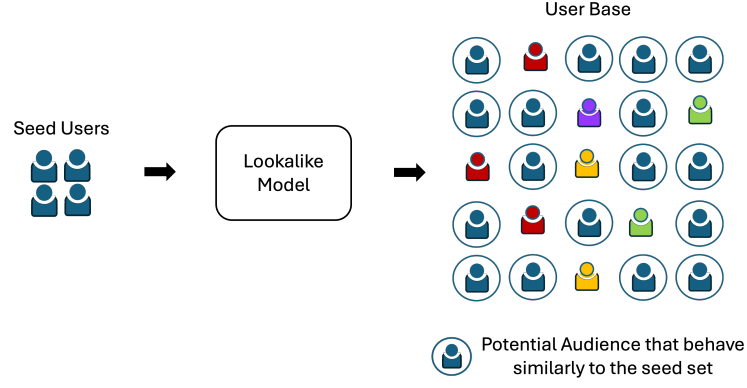 User Base
Seed Users
Lookalike
Model
Potential Audience that behave
similarly to the seed set